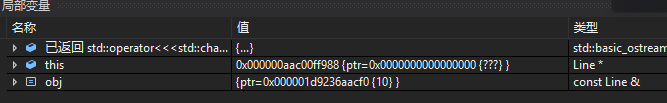 局部变量
名称 值 类型
已返回 std::operator<<<std::cha... {...} std::basic_ostream
this 0x000000aac00ff988 {ptr=0x0000000000000000 {???} } Line *
obj {ptr=0x000001d9236aacf0 {10} } const Line &